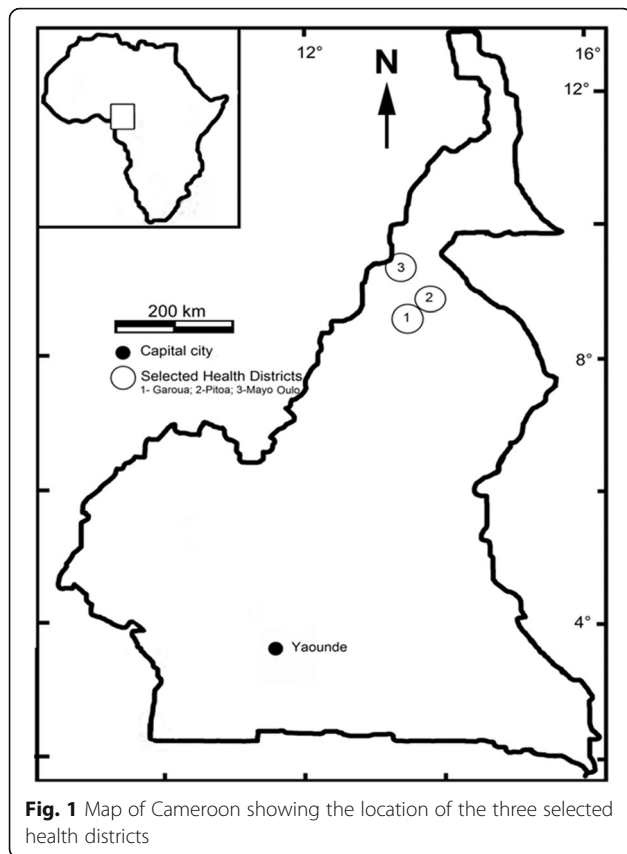 12°
16°
N
12°
3
2
1
200 km
Capital city
Selected Health Districts
1- Garoua; 2-Pitoa; 3-Mayo Oulo
8°
4°
Yaounde
Fig. 1 Map of Cameroon showing the location of the three selected
health districts